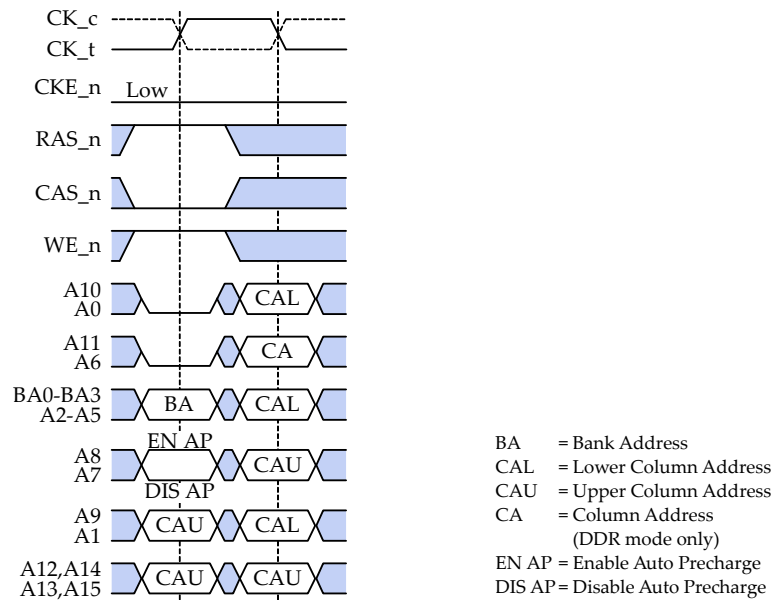 CK_c
CK_t
CKE_n Low
RAS_n
CAS_n
WE_n
A10
A0
CAL
A11
A6
CA
BA0-BA3
A2-A5
BA CAL
EN AP
A8
A7
CAU
DIS AP
A9
A1
CAU CAL
A12,A14
A13,A15
CAU CAU
BA = Bank Address
CAL = Lower Column Address
CAU = Upper Column Address
CA = Column Address
(DDR mode only)
EN AP = Enable Auto Precharge
DIS AP = Disable Auto Precharge